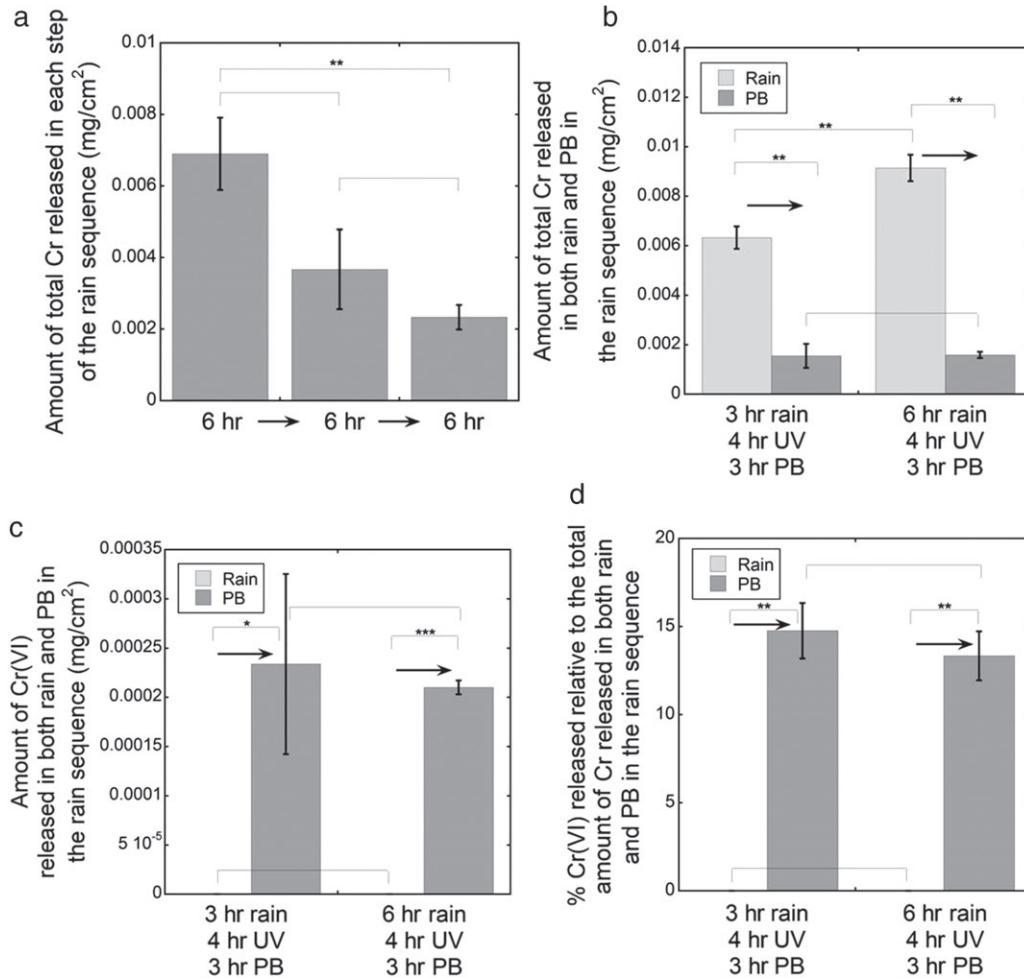 a
Amount of total Cr released in each step
of the rain sequence (mg/cm²)
0.01
0.008
0.006
0.004
0.002
0
**
6 hr
6 hr
6 hr
b
Amount of total Cr released
in both rain and PB in
the rain sequence (mg/cm²)
0.014
0.012
0.01
0.008
0.006
0.004
0.002
0
Rain
PB
**
**
**
3 hr rain
4 hr UV
3 hr PB
6 hr rain
4 hr UV
3 hr PB
c
Amount of Cr(VI)
released in both rain and PB in
the rain sequence (mg/cm²)
0.00035
0.0003
0.00025
0.0002
0.00015
0.0001
5 10⁻⁵
0
Rain
PB
*
***
3 hr rain
4 hr UV
3 hr PB
6 hr rain
4 hr UV
3 hr PB
d
% Cr(VI) released relative to the total
amount of Cr released in both rain
and PB in the rain sequence
20
15
10
5
0
Rain
PB
**
**
3 hr rain
4 hr UV
3 hr PB
6 hr rain
4 hr UV
3 hr PB